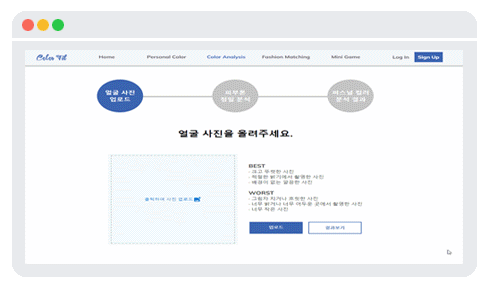 Color Fit
Home Personal Color Color Analysis Fashion Matching Mini Game Log In Sign Up
얼굴 사진
업로드
피부톤
정밀 분석
퍼스널 컬러
분석 결과
얼굴 사진을 올려주세요.
클릭하여 사진 업로드
BEST
- 크고 뚜렷한 사진
- 적절한 밝기에서 촬영한 사진
- 배경이 없는 깔끔한 사진
WORST
- 그림자 지거나 흐릿한 사진
- 너무 밝거나 너무 어두운 곳에서 촬영한 사진
- 너무 작은 사진
업로드
결과보기